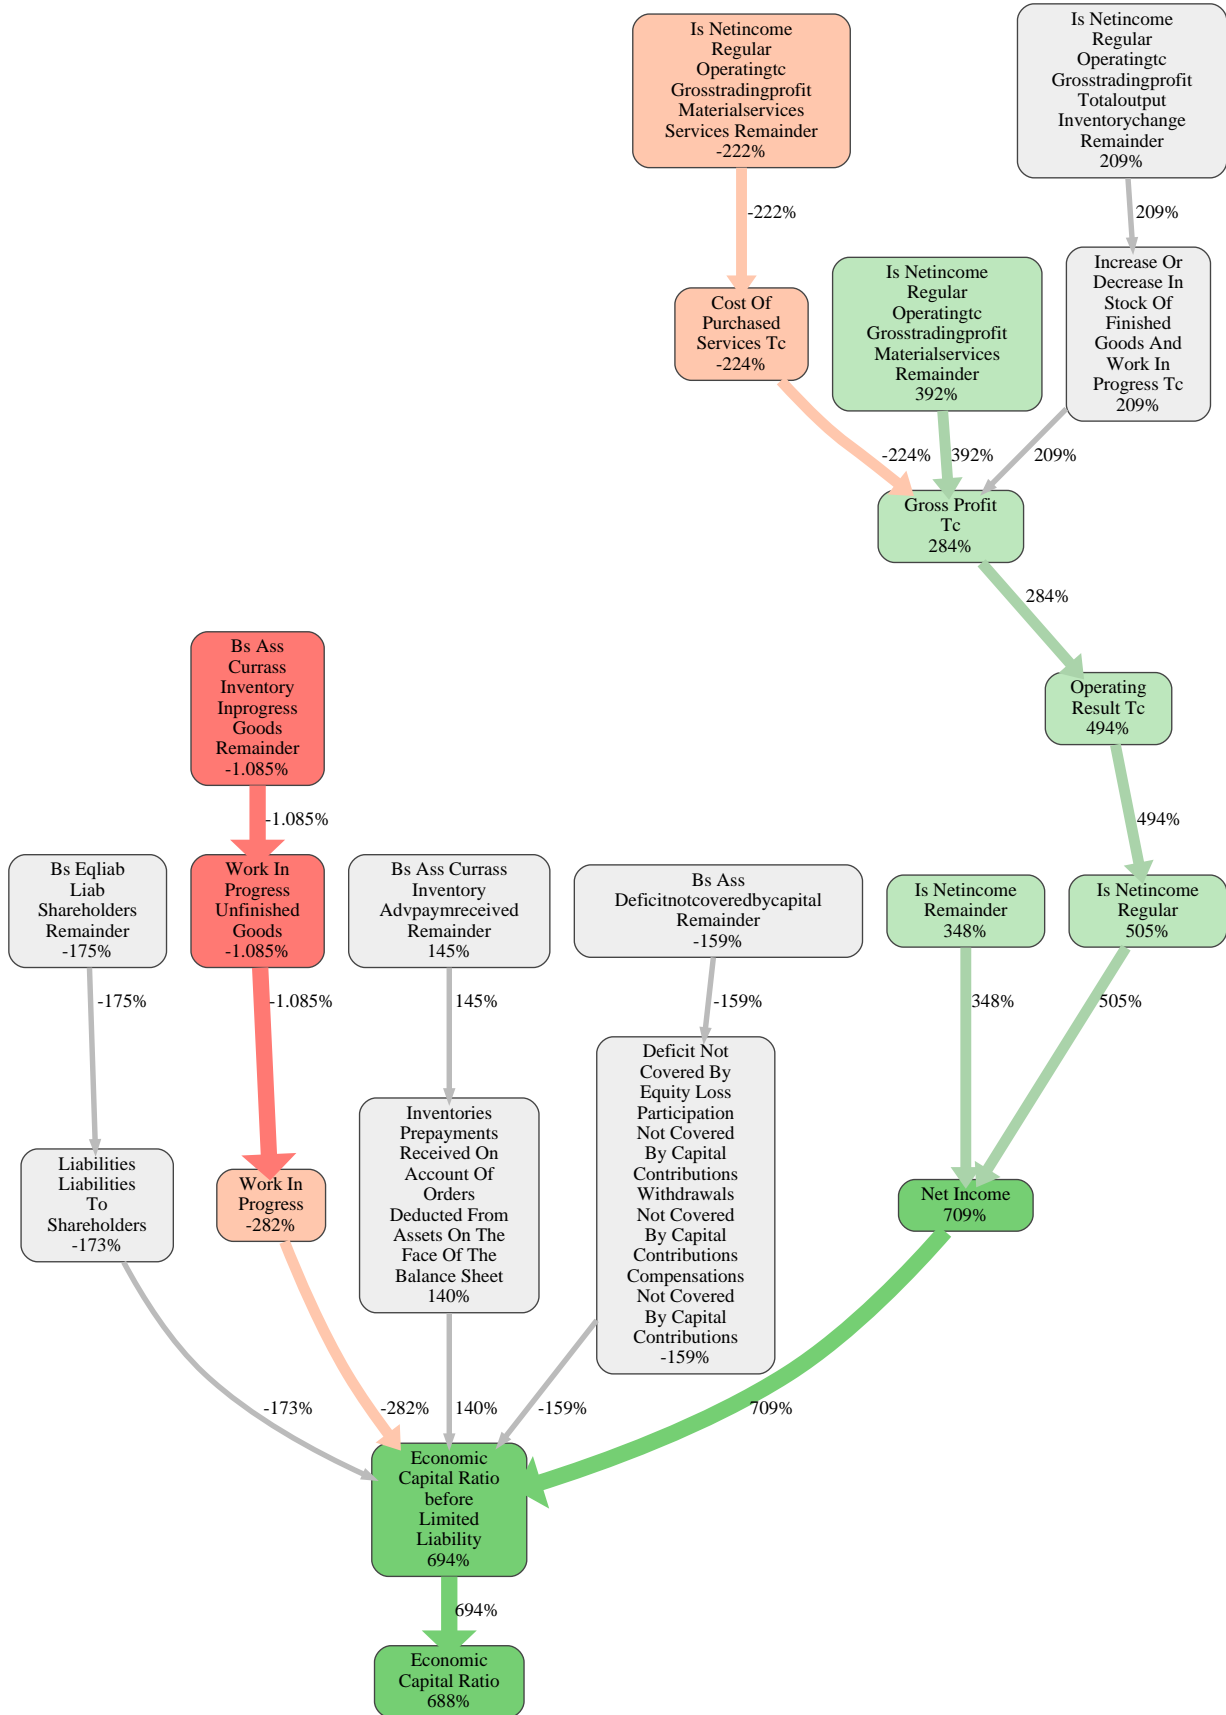 Is Netincome
Regular
Operatingtc
Grosstradingprofit
Materialservices
Services Remainder
-222%
Is Netincome
Regular
Operatingtc
Grosstradingprofit
Totaloutput
Inventorychange
Remainder
209%
-222%
209%
Cost Of
Purchased
Services Tc
-224%
Is Netincome
Regular
Operatingtc
Grosstradingprofit
Materialservices
Remainder
392%
Increase Or
Decrease In
Stock Of
Finished
Goods And
Work In
Progress Tc
209%
-224%
392%
209%
Gross Profit
Tc
284%
284%
Bs Ass
Currass
Inventory
Inprogress
Goods
Remainder
-1.085%
Operating
Result Tc
494%
-1.085%
494%
Bs Eqliab
Liab
Shareholders
Remainder
-175%
Work In
Progress
Unfinished
Goods
-1.085%
Bs Ass Currass
Inventory
Advpaymreceived
Remainder
145%
Bs Ass
Deficitnotcoveredbycapital
Remainder
-159%
Is Netincome
Remainder
348%
Is Netincome
Regular
505%
-175%
-1.085%
145%
-159%
348%
505%
Liabilities
Liabilities
To
Shareholders
-173%
Work In
Progress
-282%
Inventories
Prepayments
Received On
Account Of
Orders
Deducted From
Assets On The
Face Of The
Balance Sheet
140%
Deficit Not
Covered By
Equity Loss
Participation
Not Covered
By Capital
Contributions
Withdrawals
Not Covered
By Capital
Contributions
Compensations
Not Covered
By Capital
Contributions
-159%
Net Income
709%
-173%
-282%
140%
-159%
709%
Economic
Capital Ratio
before
Limited
Liability
694%
694%
Economic
Capital Ratio
688%